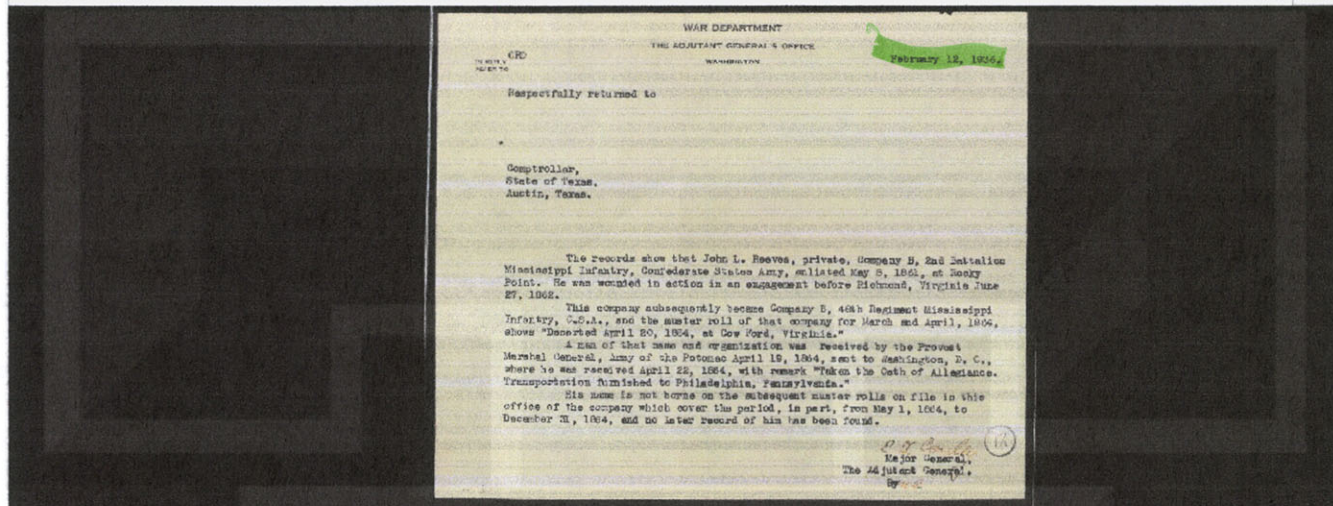 WAR DEPARTMENT
THE ADJUTANT GENERAL'S OFFICE
WASHINGTON
IN REPLY
REFER TO
ORD
February 12, 1936.
Respectfully returned to
Comptroller,
State of Texas,
Austin, Texas.
The records show that John L. Reeves, private, Company B, 2nd Battalion
Mississippi Infantry, Confederate States Army, enlisted May 8, 1861, at Rocky
Point. He was wounded in action in an engagement before Richmond, Virginia June
27, 1862.
This company subsequently became Company B, 48th Regiment Mississippi
Infantry, C.S.A., and the muster roll of that company for March and April, 1864,
shows "Deserted April 20, 1864, at Cow Ford, Virginia."
A man of that name and organization was received by the Provost
Marshal General, Army of the Potomac April 19, 1864, sent to Washington, D. C.,
where he was received April 22, 1864, with remark "Taken the Oath of Allegiance.
Transportation furnished to Philadelphia, Pennsylvania."
His name is not borne on the subsequent muster rolls on file in this
office of the company which cover the period, in part, from May 1, 1864, to
December 31, 1864, and no later record of him has been found.
Major General,
The Adjutant General.
By